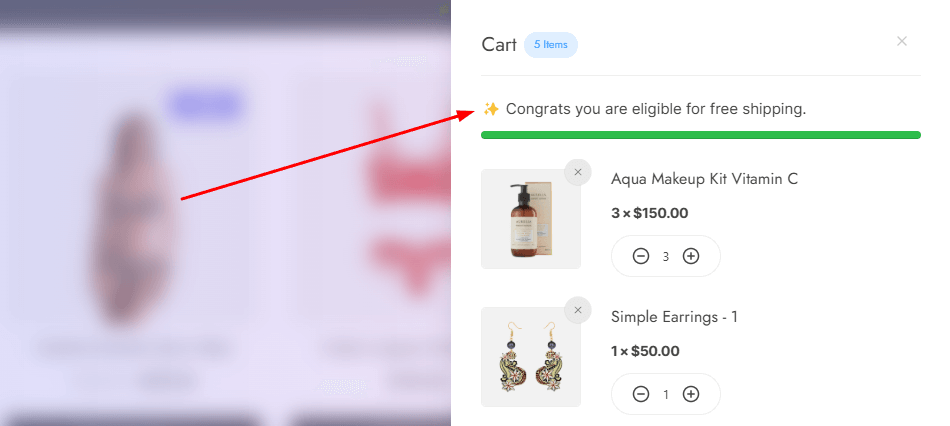 Cart 5 Items
✨ Congrats you are eligible for free shipping.
Aqua Makeup Kit Vitamin C
3 × $150.00
3
Simple Earrings - 1
1 × $50.00
1